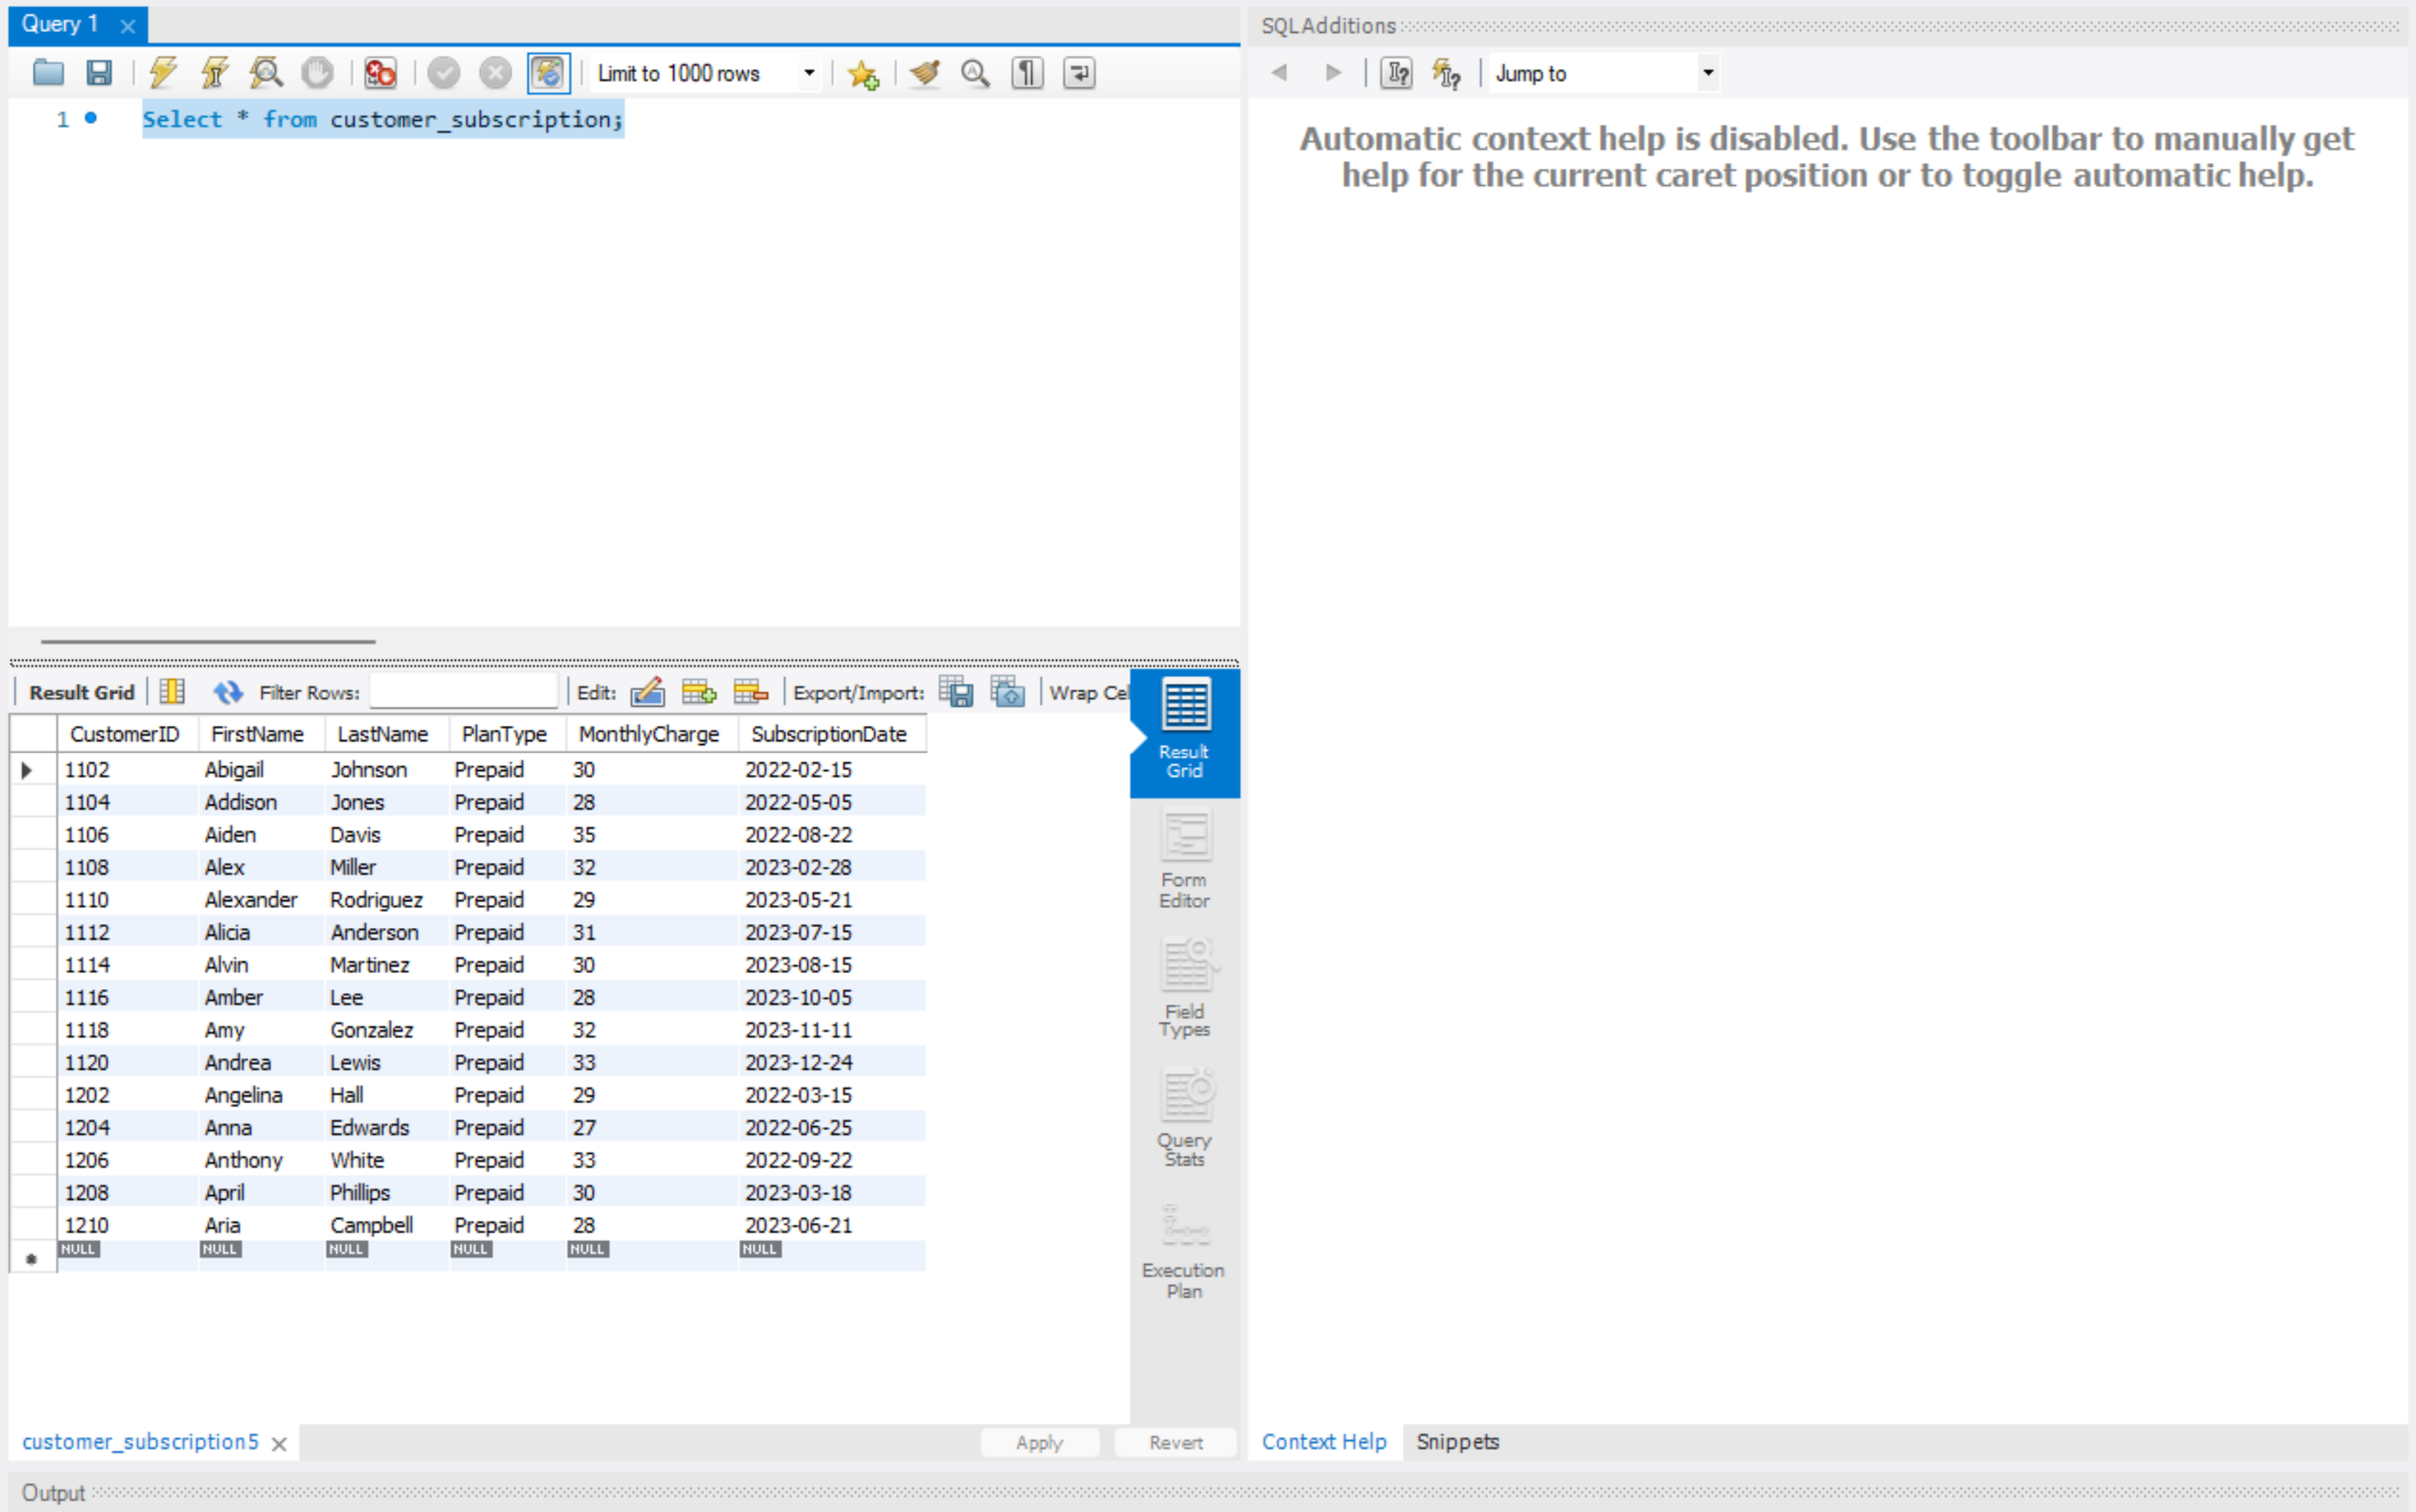 Query 1
SQLAdditions
Limit to 1000 rows
Jump to
1 Select * from customer_subscription;
Automatic context help is disabled. Use the toolbar to manually get
help for the current caret position or to toggle automatic help.
Result Grid Filter Rows: Edit: Export/Import: Wrap Cel
CustomerID FirstName LastName PlanType MonthlyCharge SubscriptionDate
1102 Abigail Johnson Prepaid 30 2022-02-15
1104 Addison Jones Prepaid 28 2022-05-05
1106 Aiden Davis Prepaid 35 2022-08-22
1108 Alex Miller Prepaid 32 2023-02-28
1110 Alexander Rodriguez Prepaid 29 2023-05-21
1112 Alicia Anderson Prepaid 31 2023-07-15
1114 Alvin Martinez Prepaid 30 2023-08-15
1116 Amber Lee Prepaid 28 2023-10-05
1118 Amy Gonzalez Prepaid 32 2023-11-11
1120 Andrea Lewis Prepaid 33 2023-12-24
1202 Angelina Hall Prepaid 29 2022-03-15
1204 Anna Edwards Prepaid 27 2022-06-25
1206 Anthony White Prepaid 33 2022-09-22
1208 April Phillips Prepaid 30 2023-03-18
1210 Aria Campbell Prepaid 28 2023-06-21
NULL NULL NULL NULL NULL NULL
Result
Grid
Form
Editor
Field
Types
Query
Stats
Execution
Plan
customer_subscription5
Apply Revert
Context Help Snippets
Output